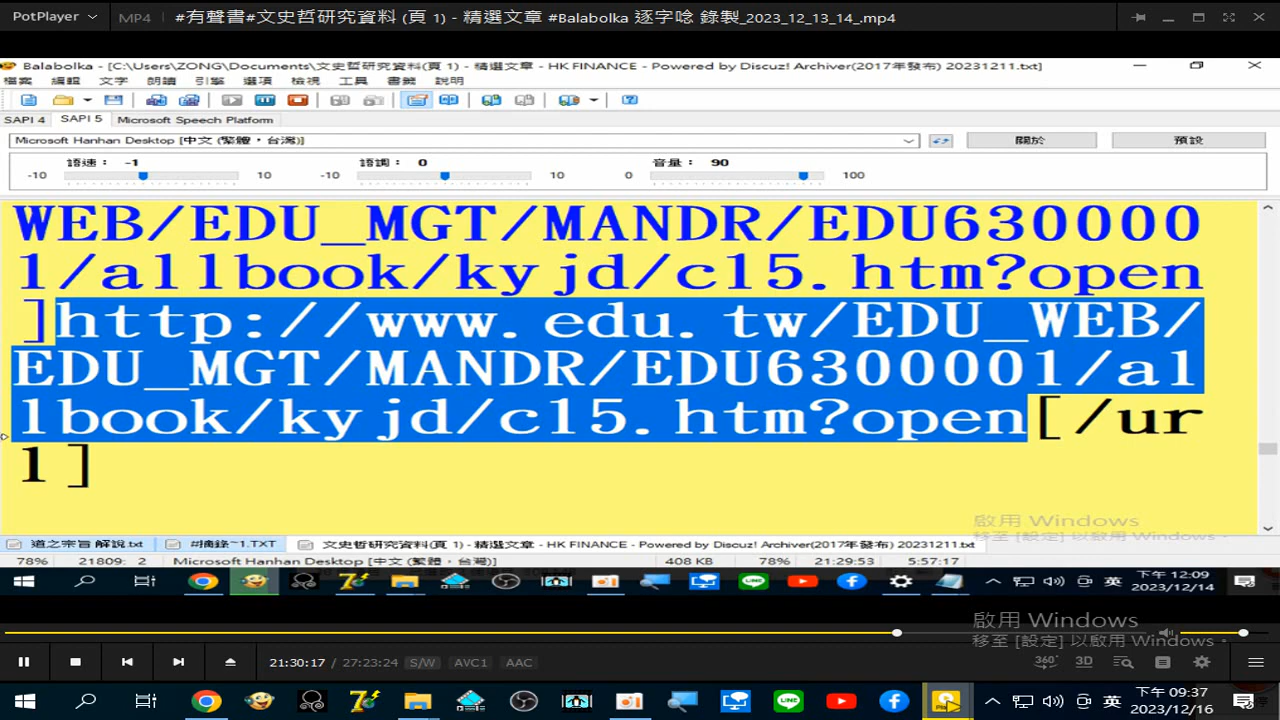 PotPlayer
MP4
#有聲書#文史哲研究資料 (頁 1) - 精選文章 #Balabolka 逐字唸 錄製_2023_12_13_14_.mp4
Balabolka - [C:\Users\ZONG\Documents\文史哲研究資料(頁 1) - 精選文章 - HK FINANCE - Powered by Discuz! Archiver(2017年發布) 20231211.txt]
檔案 編輯 文字 朗讀 引擎 選項 檢視 工具 書籤 說明
SAPI 4 SAPI 5 Microsoft Speech Platform
Microsoft Hanhan Desktop [中文 (繁體，台灣)]
關於 預設
語速： -1 語調： 0 音量： 90
-10 10 -10 10 0 100
WEB/EDU_MGT/MANDR/EDU630000
1/allbook/kyjd/c15.htm?open
]http://www.edu.tw/EDU_WEB/
EDU_MGT/MANDR/EDU6300001/al
lbook/kyjd/c15.htm?open[/ur
l]
啟用 Windows
道之宗旨 解說.txt #摘錄~1.TXT 文史哲研究資料(頁 1) - 精選文章 - HK FINANCE - Powered by Discuz! Archiver(2017年發布) 20231211.txt
78% 21809: 2 Microsoft Hanhan Desktop [中文 (繁體，台灣)] 408 KB 78% 21:29:53 5:57:17
英 下午 12:09
2023/12/14
啟用 Windows
移至 [設定] 以啟用 Windows。
21:30:17 / 27:23:24 S/W AVC1 AAC
360° 3D
英 下午 09:37
2023/12/16